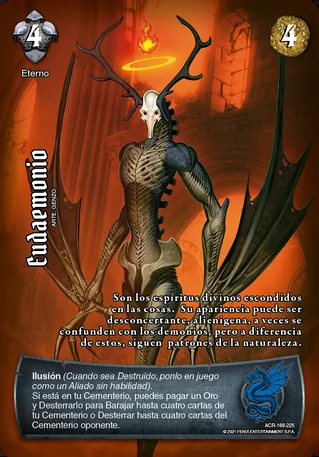 4
4
Eterno
Eudaemonio
ARTE: GENZO
Son los espíritus divinos escondidos
en las cosas. Su apariencia puede ser
desconcertante, alienígena, a veces se
confunden con los demonios, pero a diferencia
de estos, siguen patrones de la naturaleza.
Ilusión (Cuando sea Destruído, ponlo en juego
como un Aliado sin habilidad).
Si está en tu Cementerio, puedes pagar un Oro
y Desterrarlo para Barajar hasta cuatro cartas de
tu Cementerio o Desterrar hasta cuatro cartas del
Cementerio oponente.
ACR-168-225
© 2021 FENIX ENTERTAINMENT S.P.A.